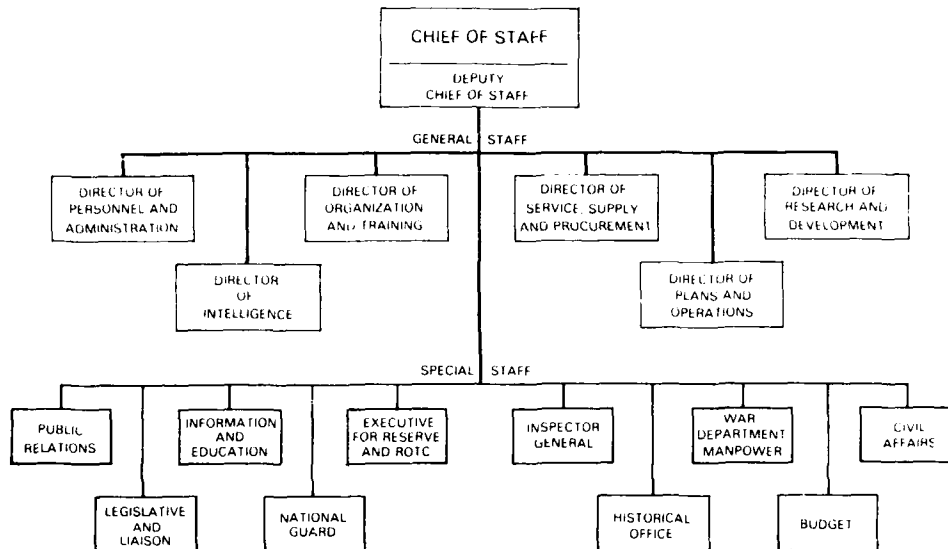 CHIEF OF STAFF
DEPUTY
CHIEF OF STAFF
GENERAL STAFF
DIRECTOR OF
PERSONNEL AND
ADMINISTRATION
DIRECTOR OF
ORGANIZATION
AND TRAINING
DIRECTOR OF
SERVICE, SUPPLY
AND PROCUREMENT
DIRECTOR OF
RESEARCH AND
DEVELOPMENT
DIRECTOR
OF
INTELLIGENCE
DIRECTOR OF
PLANS AND
OPERATIONS
SPECIAL STAFF
PUBLIC
RELATIONS
INFORMATION
AND
EDUCATION
EXECUTIVE
FOR RESERVE
AND ROTC
INSPECTOR
GENERAL
WAR
DEPARTMENT
MANPOWER
CIVIL
AFFAIRS
LEGISLATIVE
AND
LIAISON
NATIONAL
GUARD
HISTORICAL
OFFICE
BUDGET